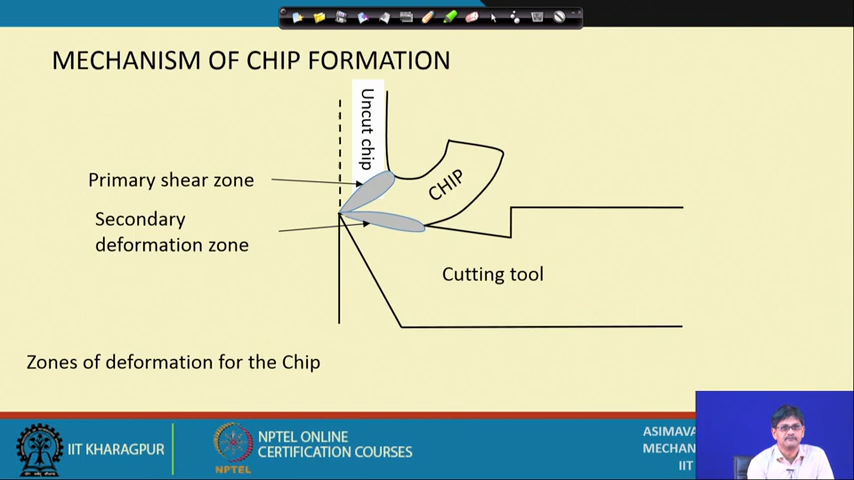 MECHANISM OF CHIP FORMATION
Uncut chip
Primary shear zone
CHIP
Secondary
deformation zone
Cutting tool
Zones of deformation for the Chip
IIT KHARAGPUR
NPTEL
NPTEL ONLINE
CERTIFICATION COURSES
ASIMAVA
MECHAN
IIT